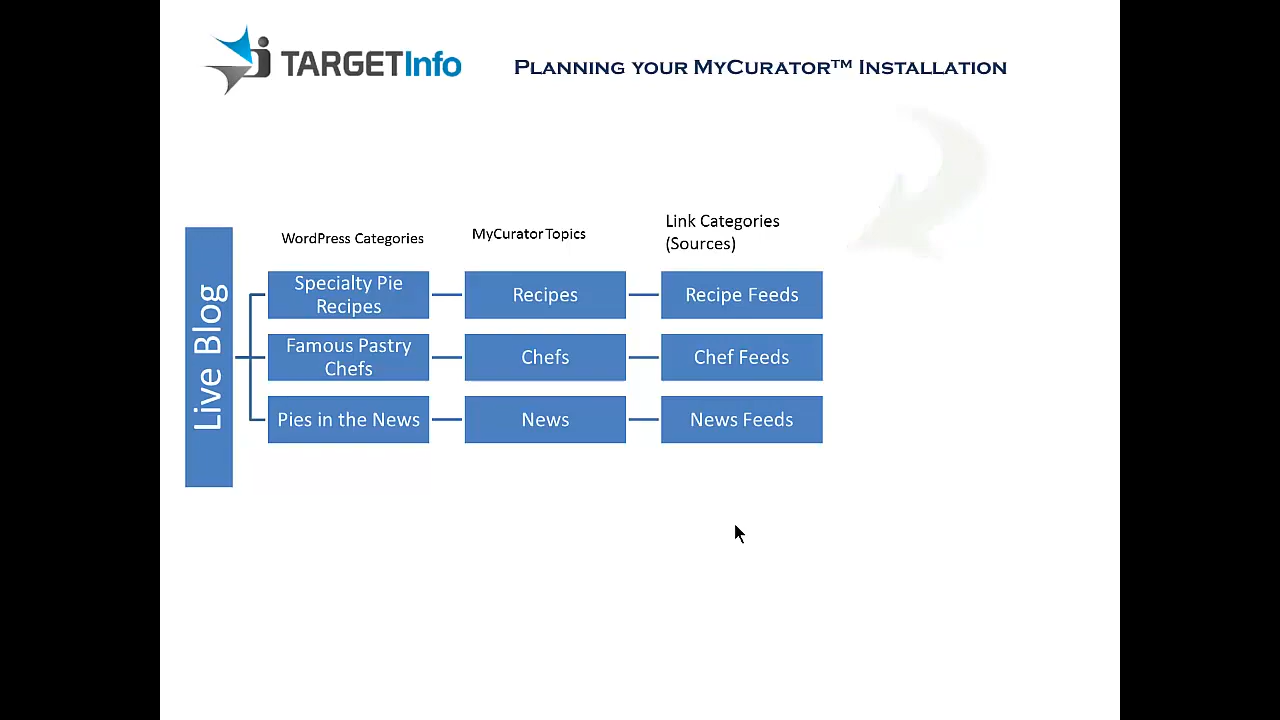 TARGETInfo
Planning your MyCurator™ Installation
WordPress Categories
MyCurator Topics
Link Categories
(Sources)
Live Blog
Specialty Pie
Recipes
Recipes
Recipe Feeds
Famous Pastry
Chefs
Chefs
Chef Feeds
Pies in the News
News
News Feeds